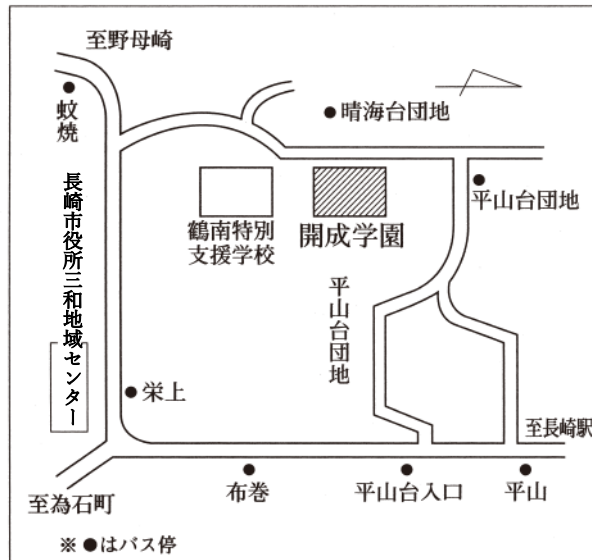 至野母崎
●晴海台団地
●
蚊焼
●
平山台団地
長崎市役所三和地域センター
鶴南特別
支援学校
開成学園
平山台団地
●栄上
至長崎駅
●
布巻
●
平山台入口
●
平山
至為石町
※ ●はバス停